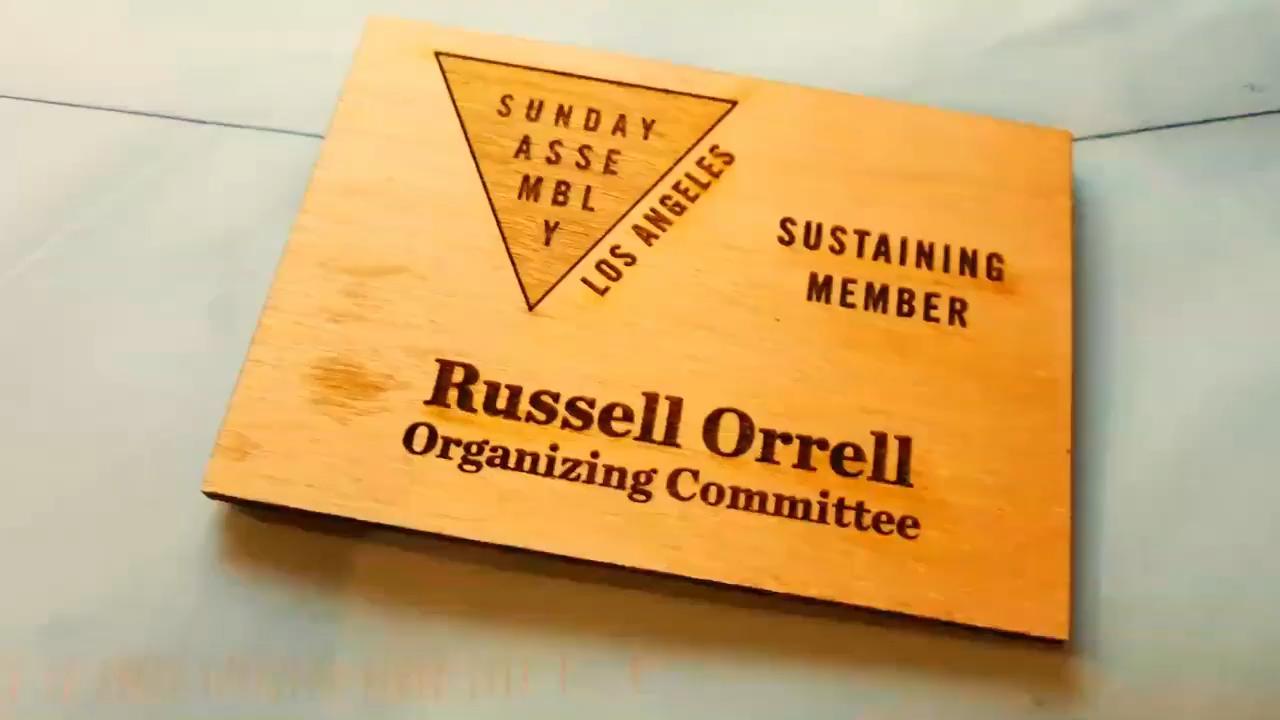 SUNDAY
ASSE
MBL
Y
LOS ANGELES
SUSTAINING
MEMBER
Russell Orrell
Organizing Committee